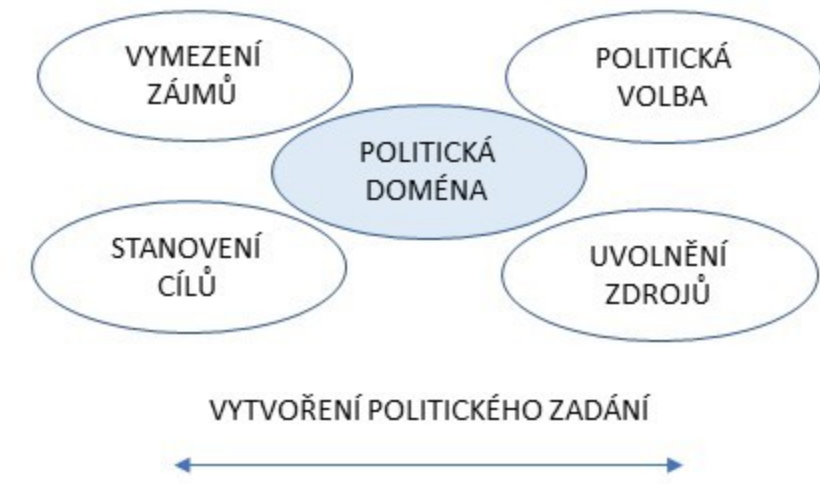 VYMEZENÍ
ZÁJMŮ
POLITICKÁ
VOLBA
POLITICKÁ
DOMÉNA
STANOVENÍ
CÍLŮ
UVOLNĚNÍ
ZDROJŮ
VYTVOŘENÍ POLITICKÉHO ZADÁNÍ